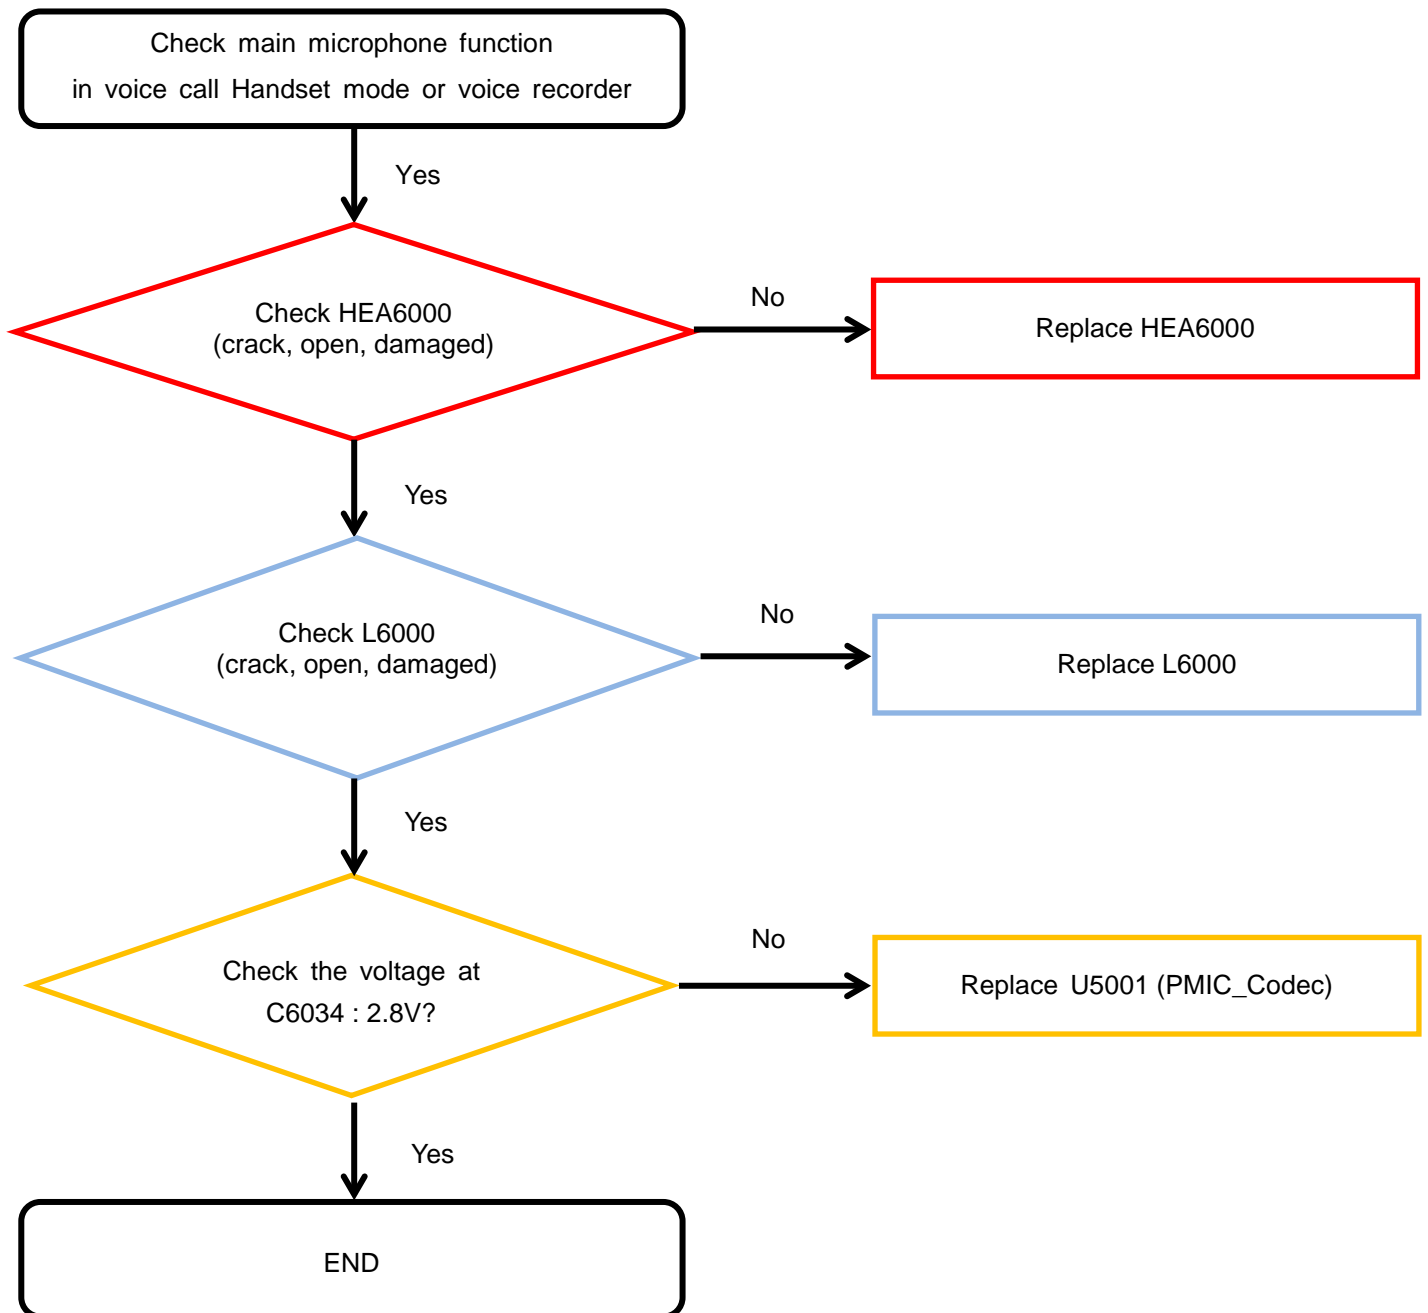 Check main microphone function
in voice call Handset mode or voice recorder
Yes
Check HEA6000
(crack, open, damaged)
No
Replace HEA6000
Yes
Check L6000
(crack, open, damaged)
No
Replace L6000
Yes
Check the voltage at
C6034 : 2.8V?
No
Replace U5001 (PMIC_Codec)
Yes
END